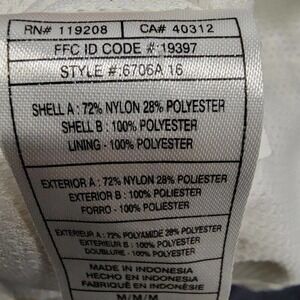 RN# 119208 CA# 40312
FFC ID CODE #:19397
STYLE #:6706A 16
SHELL A : 72% NYLON 28% POLYESTER
SHELL B : 100% POLYESTER
LINING - 100% POLYESTER
EXTERIOR A : 72% NYLON 28% POLIESTER
EXTERIOR B : 100% POLIESTER
FORRO - 100% POLIESTER
EXTERIEUR A : 72% POLYAMIDE 28% POLYESTER
EXTERIEUR B : 100% POLYESTER
DOUBLURE - 100% POLYESTER
MADE IN INDONESIA
HECHO EN INDONESIA
FABRIQUÉ EN INDONÉSIE
M/M/M